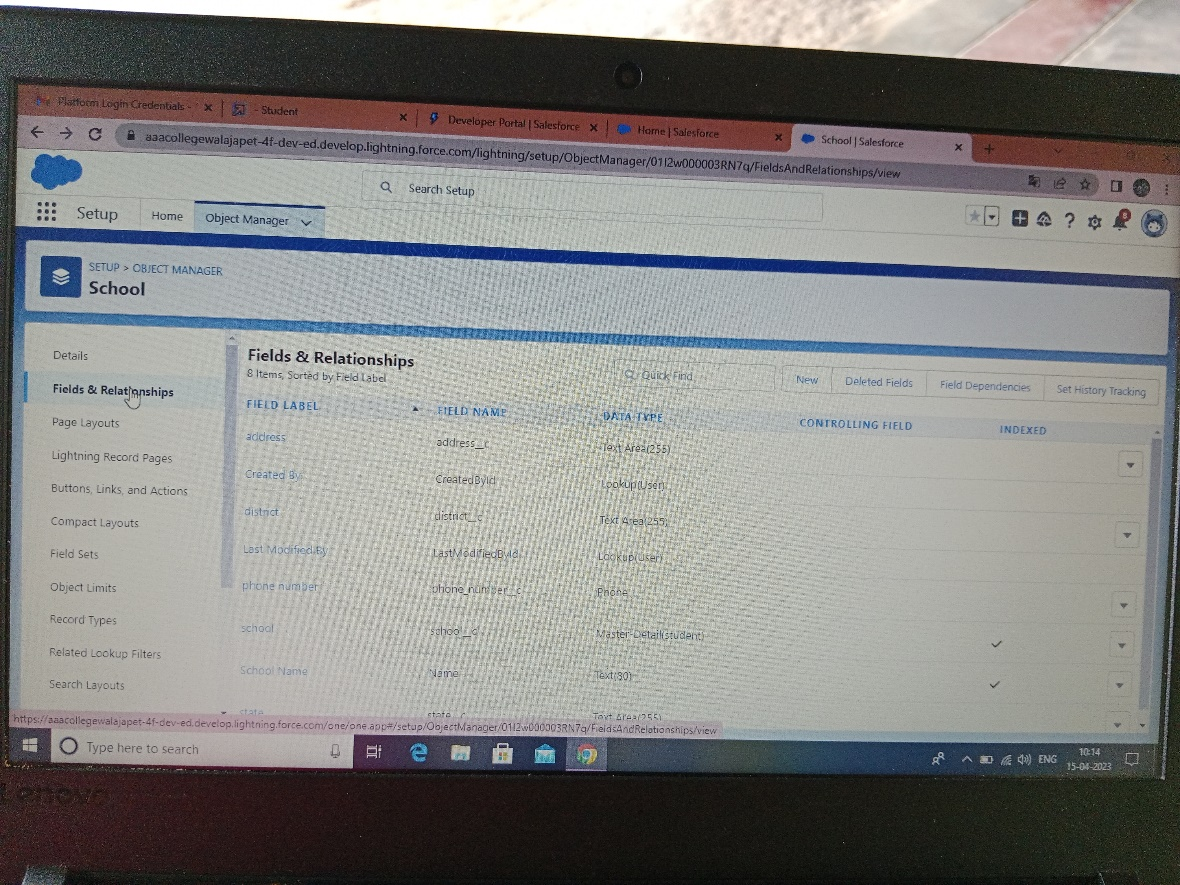 Platform Login Credentials -
- Student
Developer Portal | Salesforce
Home | Salesforce
School | Salesforce
aaacollegewalajapet-4f-dev-ed.develop.lightning.force.com/lightning/setup/ObjectManager/01I2w000003RN7q/FieldsAndRelationships/view
Search Setup
Setup
Home
Object Manager
8
SETUP > OBJECT MANAGER
School
Details
Fields & Relationships
Page Layouts
Lightning Record Pages
Buttons, Links, and Actions
Compact Layouts
Field Sets
Object Limits
Record Types
Related Lookup Filters
Search Layouts
Fields & Relationships
8 Items, Sorted by Field Label
Quick Find
New
Deleted Fields
Field Dependencies
Set History Tracking
FIELD LABEL FIELD NAME DATA TYPE CONTROLLING FIELD INDEXED
address address__c Text Area(255)
Created By CreatedById Lookup(User)
district district__c Text Area(255)
Last Modified By LastModifiedById Lookup(User)
phone number phone_number__c Phone
school school__c Master-Detail(student)
School Name Name Text(80)
state state__c Text Area(255)
https://aaacollegewalajapet-4f-dev-ed.develop.lightning.force.com/one/one.app#/setup/ObjectManager/01I2w000003RN7q/FieldsAndRelationships/view
Type here to search
ENG
10:14
15-04-2023
Lenovo